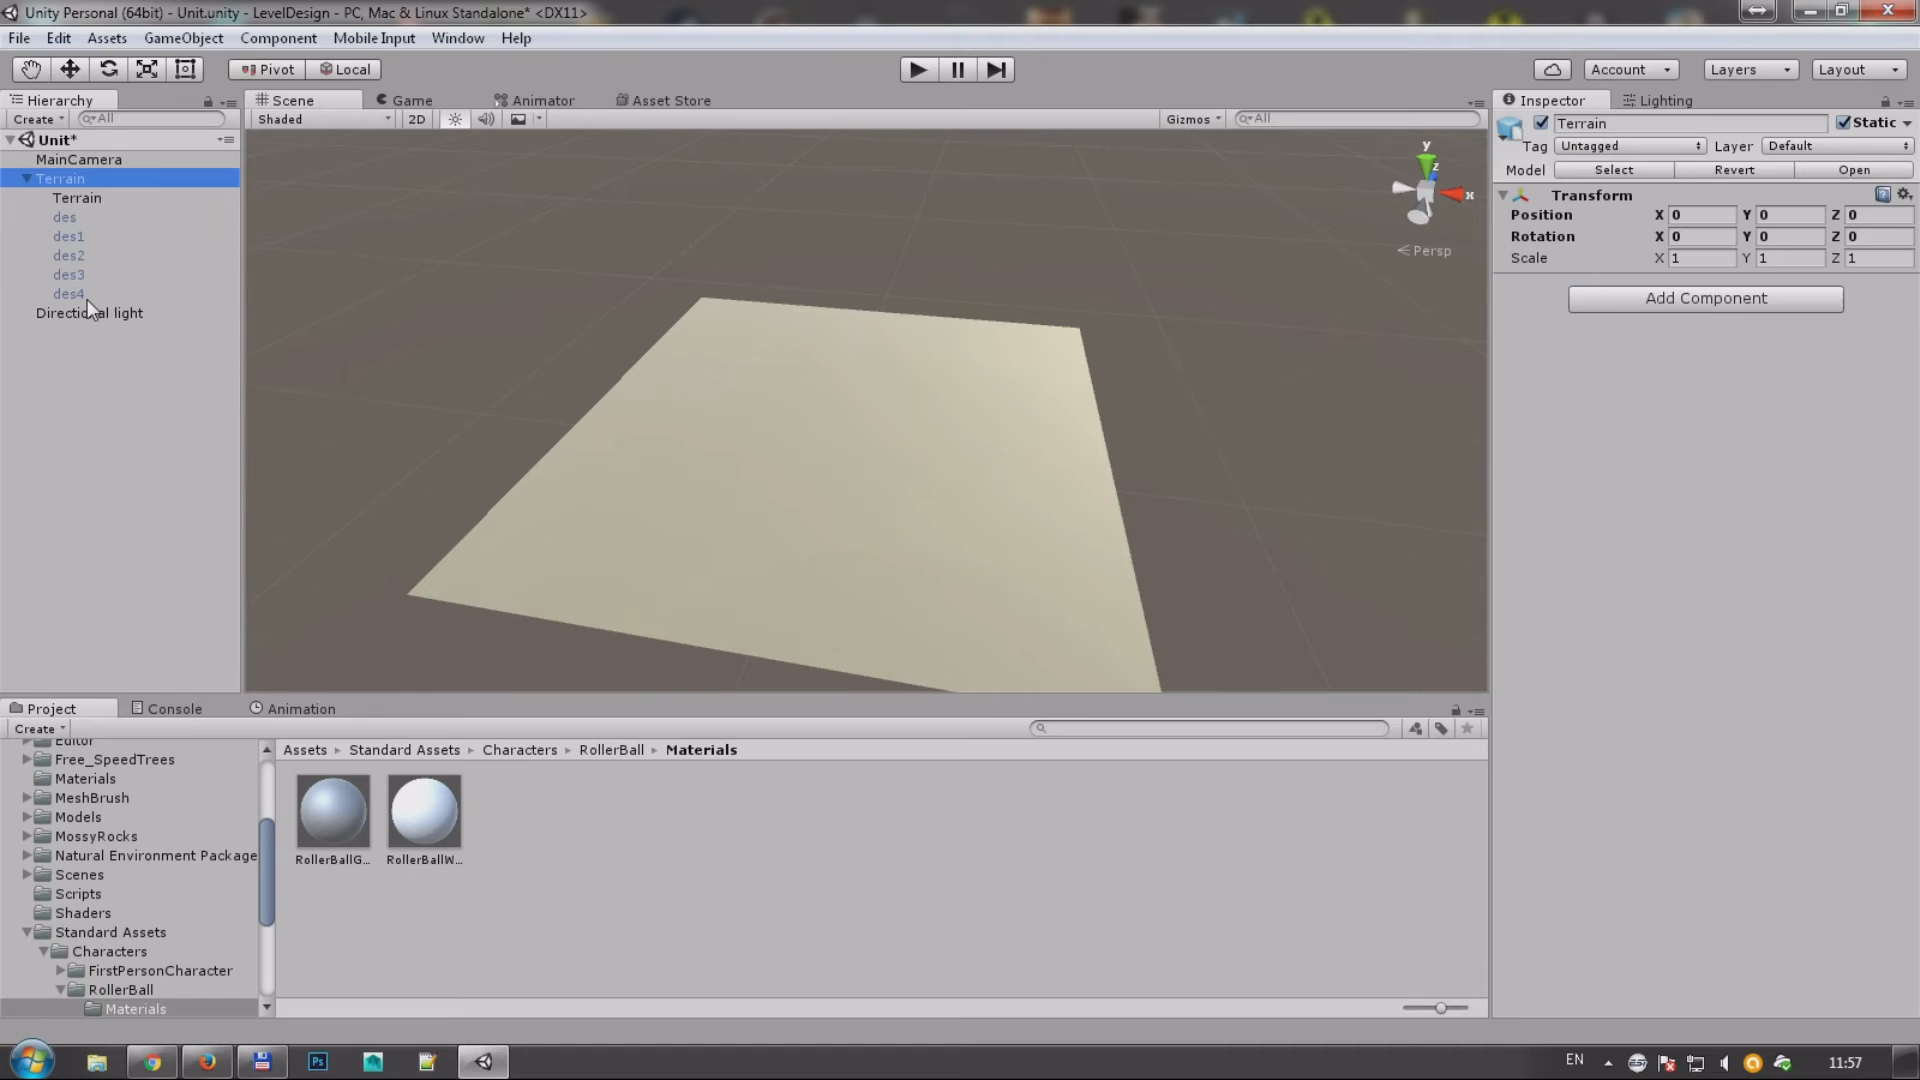 Unity Personal (64bit) - Unit.unity - LevelDesign - PC, Mac & Linux Standalone* <DX11>
File Edit Assets GameObject Component Mobile Input Window Help
Pivot Local Account Layers Layout
Hierarchy Scene Game Animator Asset Store Inspector Lighting
Create All Shaded 2D Gizmos All
Terrain Static
Unit*
Tag Untagged Layer Default
MainCamera
Model Select Revert Open
Terrain
Transform
Terrain
Position X 0 Y 0 Z 0
des
Rotation X 0 Y 0 Z 0
des1
Scale X 1 Y 1 Z 1
des2
des3
des4
Directional light
Add Component
y
z
x
Persp
Project Console Animation
Create
Editor
Assets Standard Assets Characters RollerBall Materials
Free_SpeedTrees
Materials
MeshBrush
Models
MossyRocks
Natural Environment Package
RollerBallG... RollerBallW...
Scenes
Scripts
Shaders
Standard Assets
Characters
FirstPersonCharacter
RollerBall
Materials
Ps EN 11:57